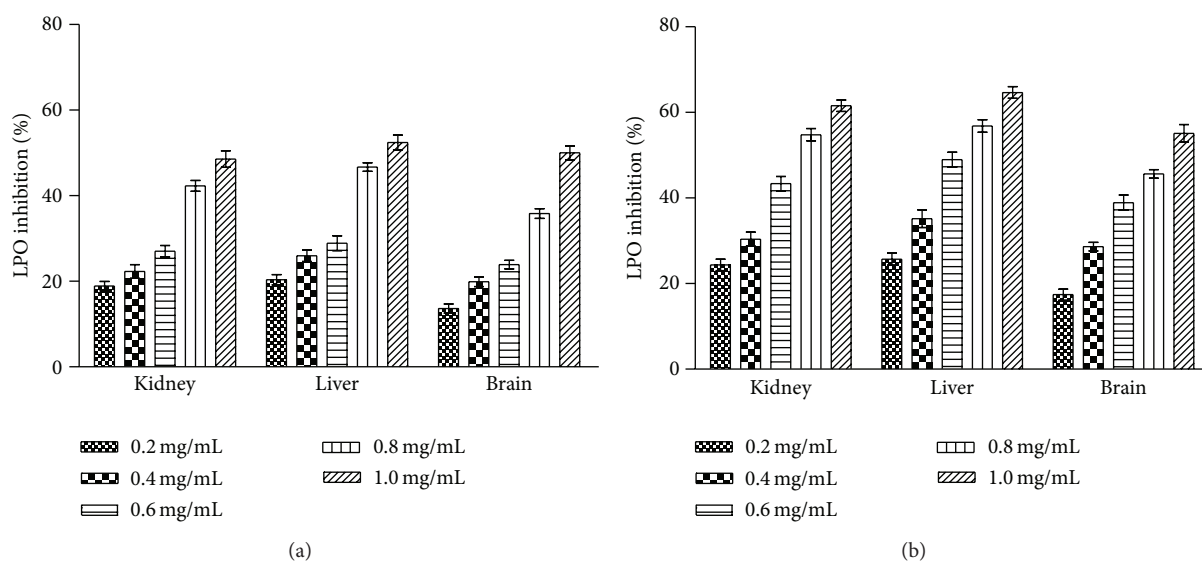 80
60
40
20
0
LPO inhibition (%)
Kidney
Liver
Brain
0.2 mg/mL
0.4 mg/mL
0.6 mg/mL
0.8 mg/mL
1.0 mg/mL
(a)
80
60
40
20
0
LPO inhibition (%)
Kidney
Liver
Brain
0.2 mg/mL
0.4 mg/mL
0.6 mg/mL
0.8 mg/mL
1.0 mg/mL
(b)